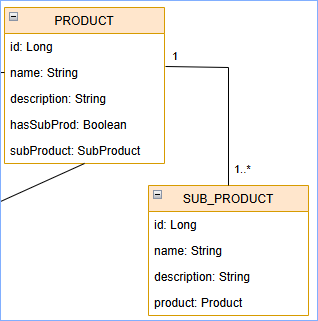 PRODUCT
id: Long
name: String
description: String
hasSubProd: Boolean
subProduct: SubProduct
1
1..*
SUB_PRODUCT
id: Long
name: String
description: String
product: Product